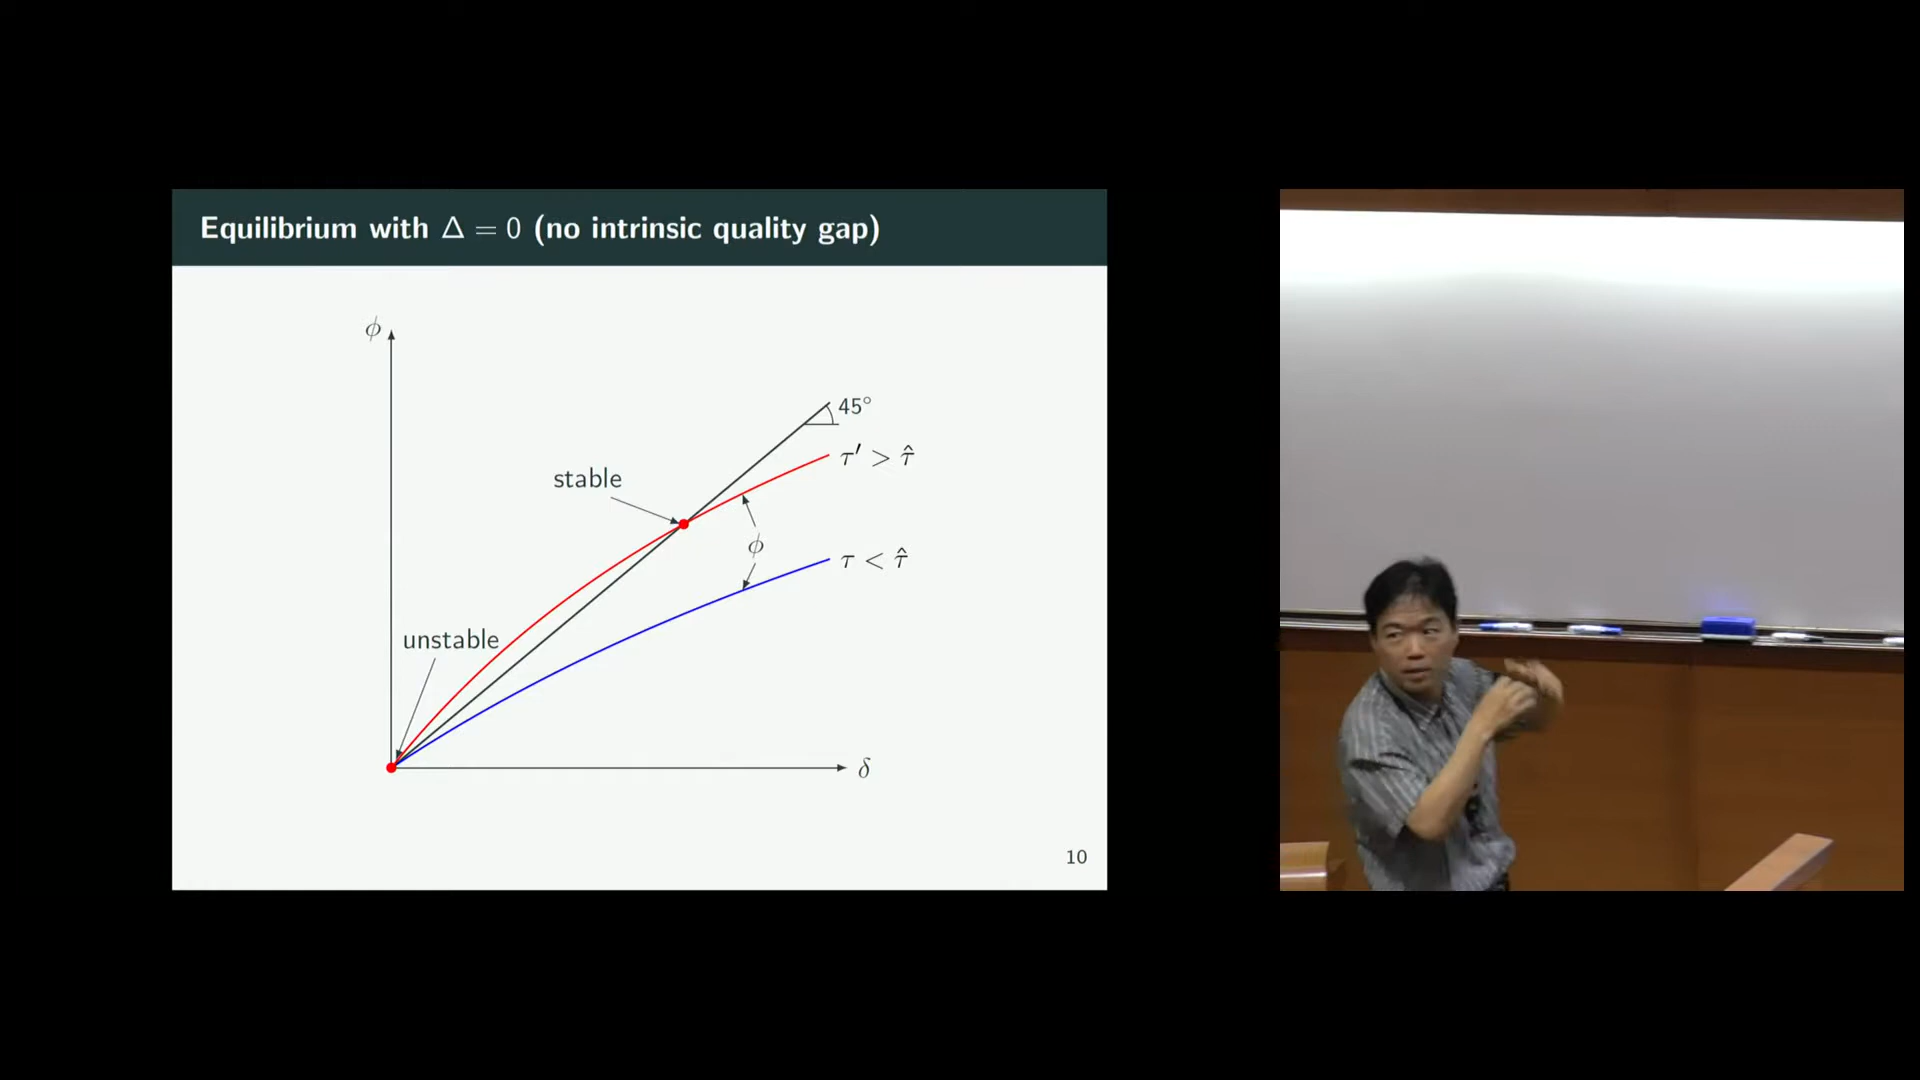 Equilibrium with Δ = 0 (no intrinsic quality gap)
ϕ
45°
τ′ > τ̂
stable
ϕ
τ < τ̂
unstable
δ
10